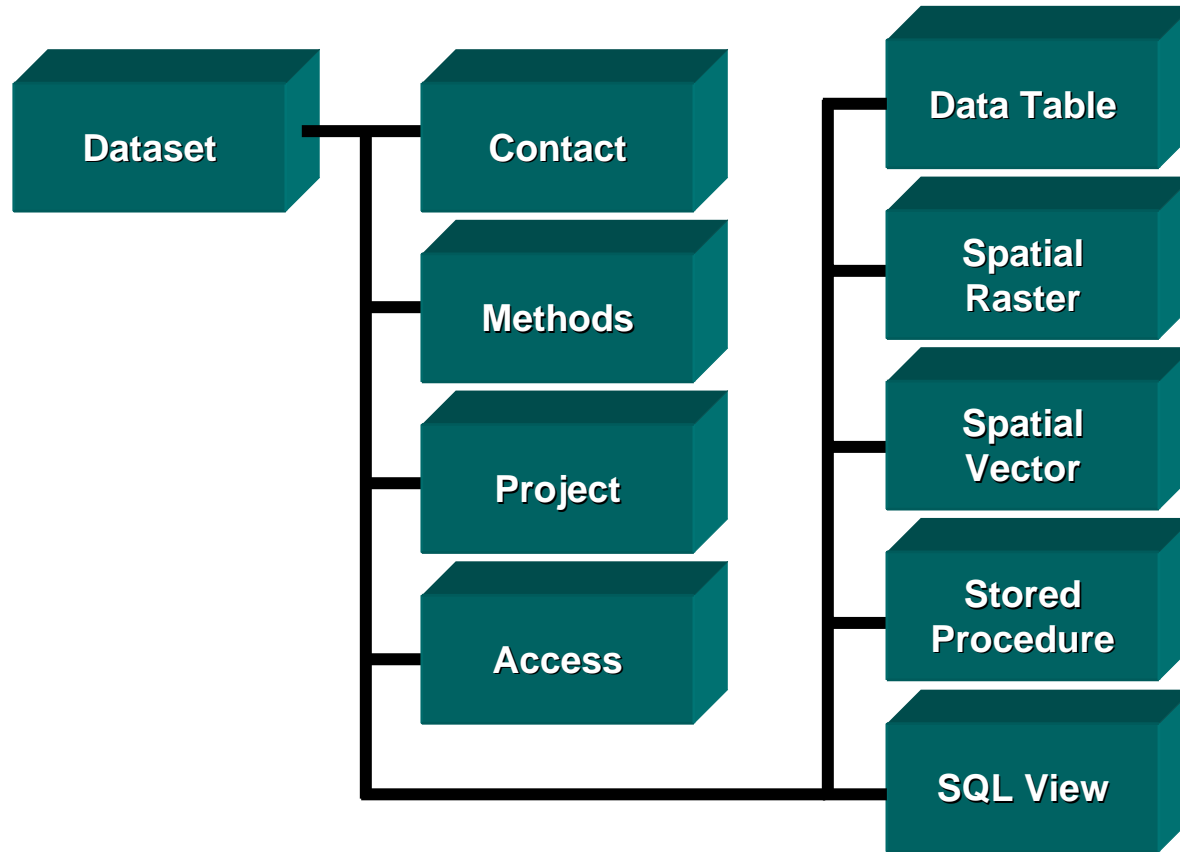 Dataset
Contact
Methods
Project
Access
Data Table
Spatial
Raster
Spatial
Vector
Stored
Procedure
SQL View